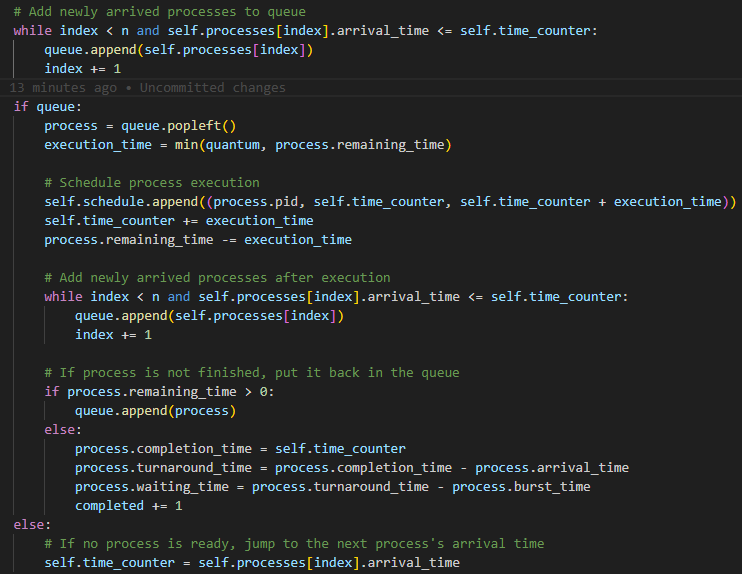 # Add newly arrived processes to queue
while index < n and self.processes[index].arrival_time <= self.time_counter:
    queue.append(self.processes[index])
    index += 1
13 minutes ago • Uncommitted changes
if queue:
    process = queue.popleft()
    execution_time = min(quantum, process.remaining_time)

    # Schedule process execution
    self.schedule.append((process.pid, self.time_counter, self.time_counter + execution_time))
    self.time_counter += execution_time
    process.remaining_time -= execution_time

    # Add newly arrived processes after execution
    while index < n and self.processes[index].arrival_time <= self.time_counter:
        queue.append(self.processes[index])
        index += 1

    # If process is not finished, put it back in the queue
    if process.remaining_time > 0:
        queue.append(process)
    else:
        process.completion_time = self.time_counter
        process.turnaround_time = process.completion_time - process.arrival_time
        process.waiting_time = process.turnaround_time - process.burst_time
        completed += 1
else:
    # If no process is ready, jump to the next process's arrival time
    self.time_counter = self.processes[index].arrival_time